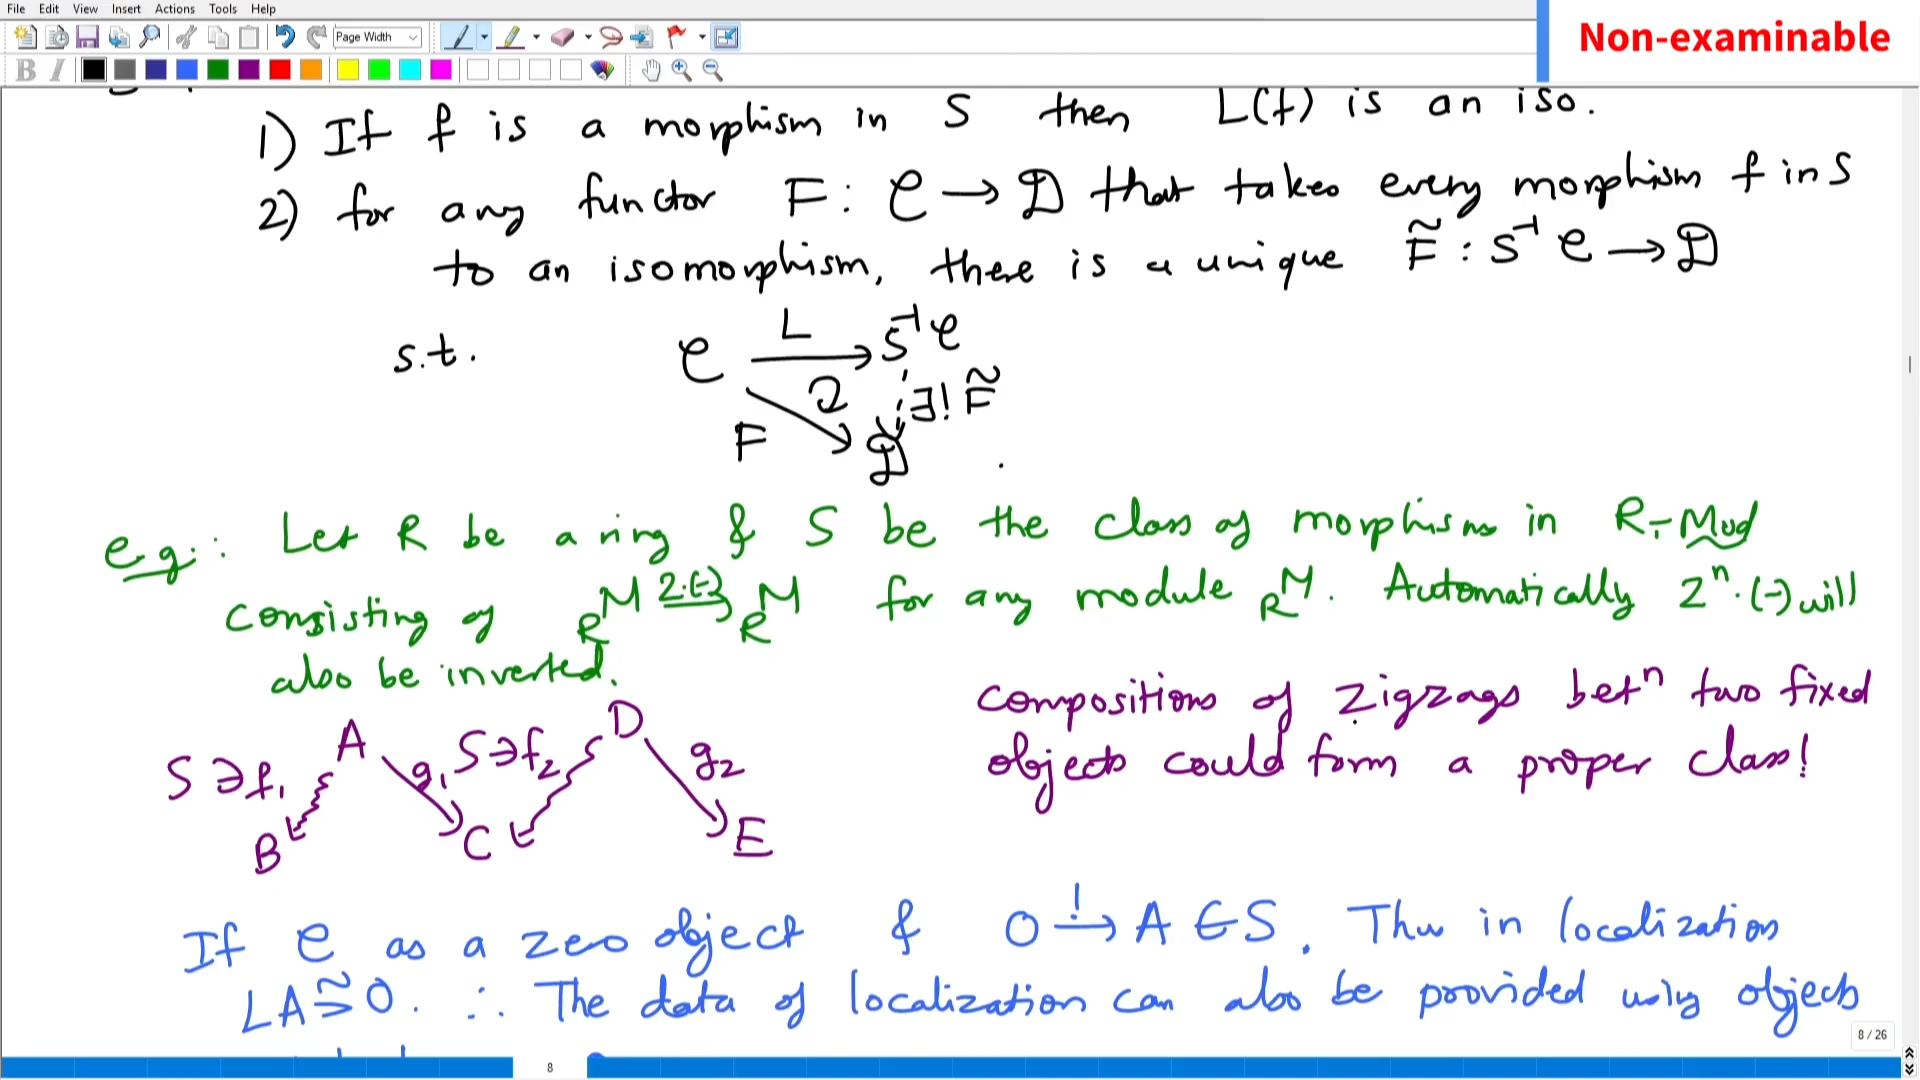 File Edit View Insert Actions Tools Help
Non-examinable
Page Width
B I
1) If f is a morphism in S then L(f) is an iso.
2) for any functor F: C → D that takes every morphism f in S
to an isomorphism, there is a unique F̃ : S⁻¹C → D
s.t.
C L S⁻¹C
∃! F̃
F D .
e.g.: Let R be a ring & S be the class of morphisms in R-Mod
consisting of RM 2·(-) RM for any module RM. Automatically 2ⁿ·(-) will
also be inverted.
compositions of zigzags betⁿ two fixed
objects could form a proper class!
S∋f₁ A g₁ S∋f₂ D g₂
B C E
If C as a zero object & 0 →! A ∈ S. Thus in localization
LA ≅ 0. ∴ The data of localization can also be provided using objects
8 / 26
8